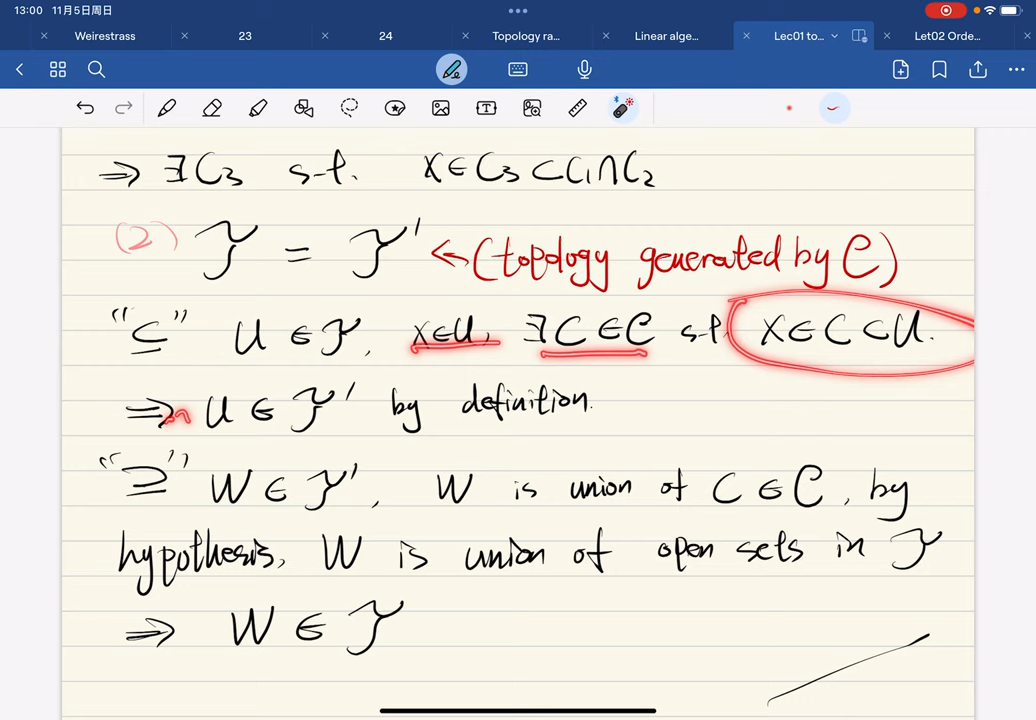 13:00 11月5日周日
Weirestrass 23 24 Topology ra... Linear alge... Lec01 to... Let02 Orde...
⇒ ∃C₃ s.t. x∈C₃⊂C₁∩C₂
(2) 𝒯 = 𝒯' ← (topology generated by 𝒞)
"⊆" U ∈ 𝒯, x∈U, ∃C∈𝒞 s.t. x∈C⊂U.
⇒ U ∈ 𝒯' by definition.
"⊇" W ∈ 𝒯', W is union of C ∈ 𝒞, by
hypothesis, W is union of open sets in 𝒯
⇒ W ∈ 𝒯